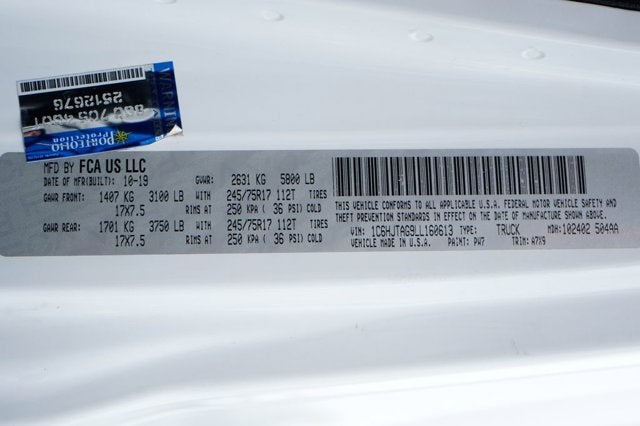 2512676
PORTFOLIO
Protection
MFD BY FCA US LLC
DATE OF MFR(BUILT): 10-19 GVWR: 2631 KG 5800 LB
GAWR FRONT: 1407 KG 3100 LB WITH 245/75R17 112T TIRES
17X7.5 RIMS AT 250 KPA ( 36 PSI) COLD
GAWR REAR: 1701 KG 3750 LB WITH 245/75R17 112T TIRES
17X7.5 RIMS AT 250 KPA ( 36 PSI) COLD
THIS VEHICLE CONFORMS TO ALL APPLICABLE U.S.A. FEDERAL MOTOR VEHICLE SAFETY AND
THEFT PREVENTION STANDARDS IN EFFECT ON THE DATE OF MANUFACTURE SHOWN ABOVE.
VIN: 1C6HJTAG9LL160613 TYPE: TRUCK MDH: 102402 504AA
VEHICLE MADE IN U.S.A. PAINT: PW7 TRIM: A7X9